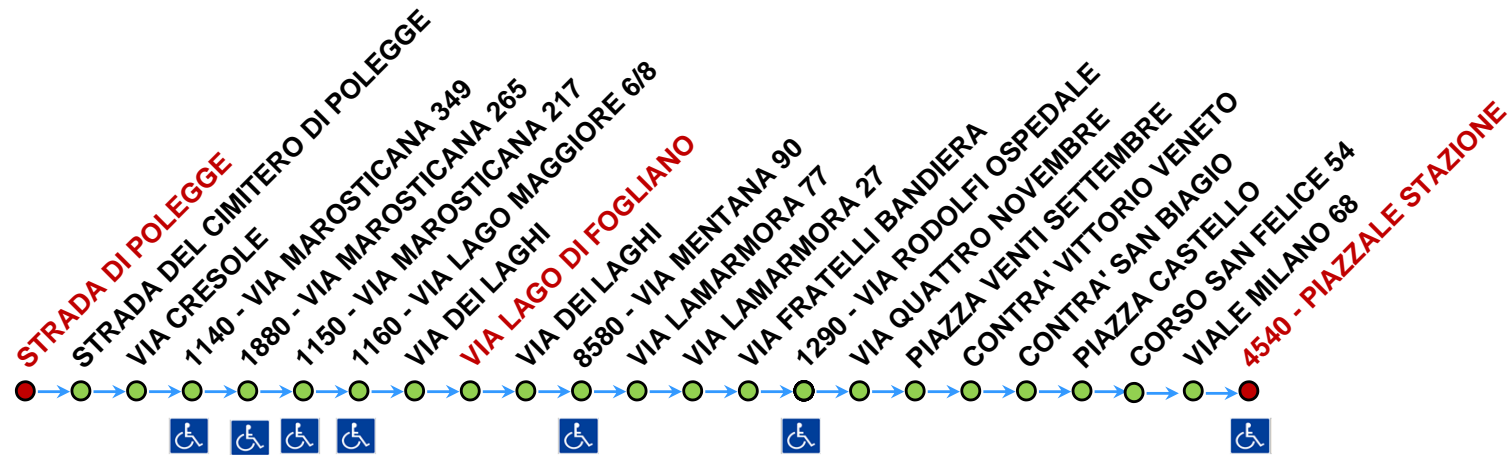 STRADA DI POLEGGE
STRADA DEL CIMITERO DI POLEGGE
VIA CRESOLE
1140 - VIA MAROSTICANA 349
1880 - VIA MAROSTICANA 265
1150 - VIA MAROSTICANA 217
1160 - VIA LAGO MAGGIORE 6/8
VIA DEI LAGHI
VIA LAGO DI FOGLIANO
VIA DEI LAGHI
8580 - VIA MENTANA 90
VIA LAMARMORA 77
VIA LAMARMORA 27
VIA FRATELLI BANDIERA
1290 - VIA RODOLFI OSPEDALE
VIA QUATTRO NOVEMBRE
PIAZZA VENTI SETTEMBRE
CONTRA' VITTORIO VENETO
CONTRA' SAN BIAGIO
PIAZZA CASTELLO
CORSO SAN FELICE 54
VIALE MILANO 68
4540 - PIAZZALE STAZIONE